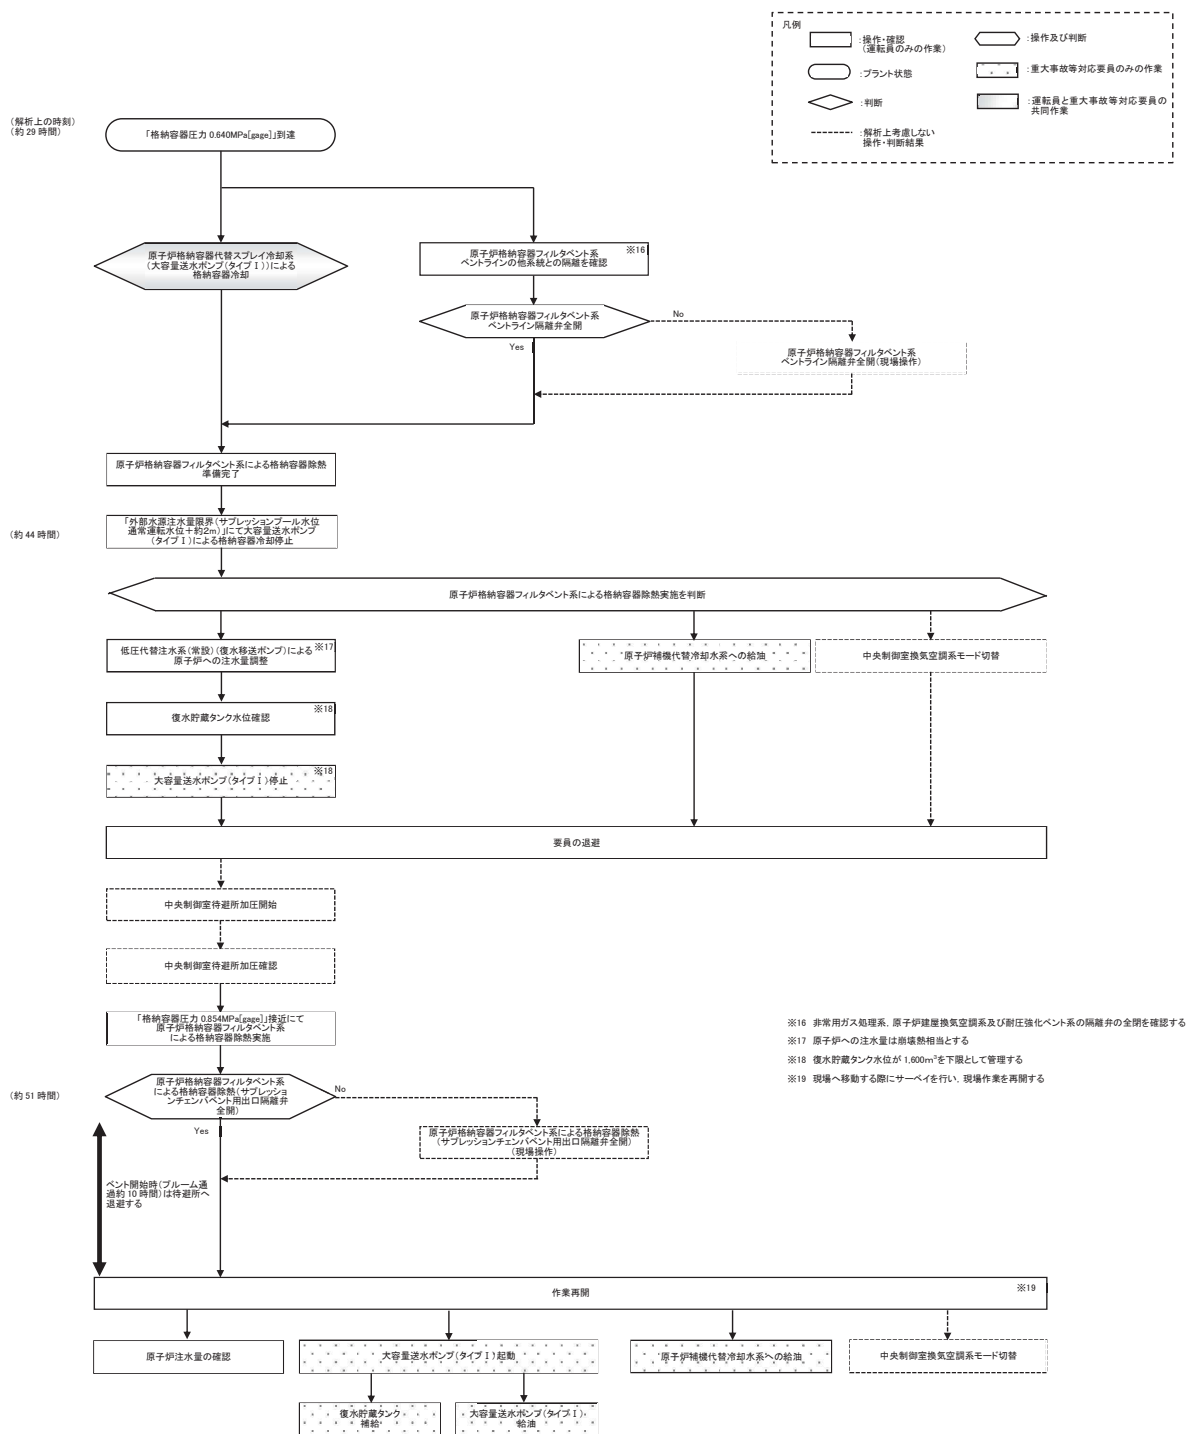 凡例
:操作・確認
(運転員のみの作業)
:操作及び判断
:プラント状態
:重大事故等対応要員のみの作業
:判断
:運転員と重大事故等対応要員の
共同作業
:解析上考慮しない
操作・判断結果
(解析上の時刻)
(約29時間)
「格納容器圧力 0.640MPa[gage]」到達
原子炉格納容器代替スプレイ冷却系
(大容量送水ポンプ(タイプⅠ))による
格納容器冷却
※16
原子炉格納容器フィルタベント系
ベントラインの他系統との隔離を確認
原子炉格納容器フィルタベント系
ベントライン隔離弁全開
No
Yes
原子炉格納容器フィルタベント系
ベントライン隔離弁全開(現場操作)
原子炉格納容器フィルタベント系による格納容器除熱
準備完了
(約44時間)
「外部水源注水量限界(サプレッションプール水位
通常運転水位+約2m)」にて大容量送水ポンプ
(タイプⅠ)による格納容器冷却停止
原子炉格納容器フィルタベント系による格納容器除熱実施を判断
低圧代替注水系(常設)(復水移送ポンプ)による
原子炉への注水量調整
※17
原子炉補機代替冷却水系への給油
中央制御室換気空調系モード切替
※18
復水貯蔵タンク水位確認
※18
大容量送水ポンプ(タイプⅠ)停止
要員の退避
中央制御室待避所加圧開始
中央制御室待避所加圧確認
「格納容器圧力 0.854MPa[gage]」接近にて
原子炉格納容器フィルタベント系
による格納容器除熱実施
※16 非常用ガス処理系,原子炉建屋換気空調系及び耐圧強化ベント系の隔離弁の全閉を確認する
※17 原子炉への注水量は崩壊熱相当とする
※18 復水貯蔵タンク水位が1,600m³を下限として管理する
※19 現場へ移動する際にサーベイを行い,現場作業を再開する
(約51時間)
原子炉格納容器フィルタベント系
による格納容器除熱(サプレッショ
ンチェンバベント用出口隔離弁
全開)
No
Yes
原子炉格納容器フィルタベント系による格納容器除熱
(サプレッションチェンバベント用出口隔離弁全開)
(現場操作)
ベント開始時(プルーム通
過約10時間)は待避所へ
退避する
作業再開
※19
原子炉注水量の確認
大容量送水ポンプ(タイプⅠ)起動
原子炉補機代替冷却水系への給油
中央制御室換気空調系モード切替
復水貯蔵タンク
補給
大容量送水ポンプ(タイプⅠ)
給油